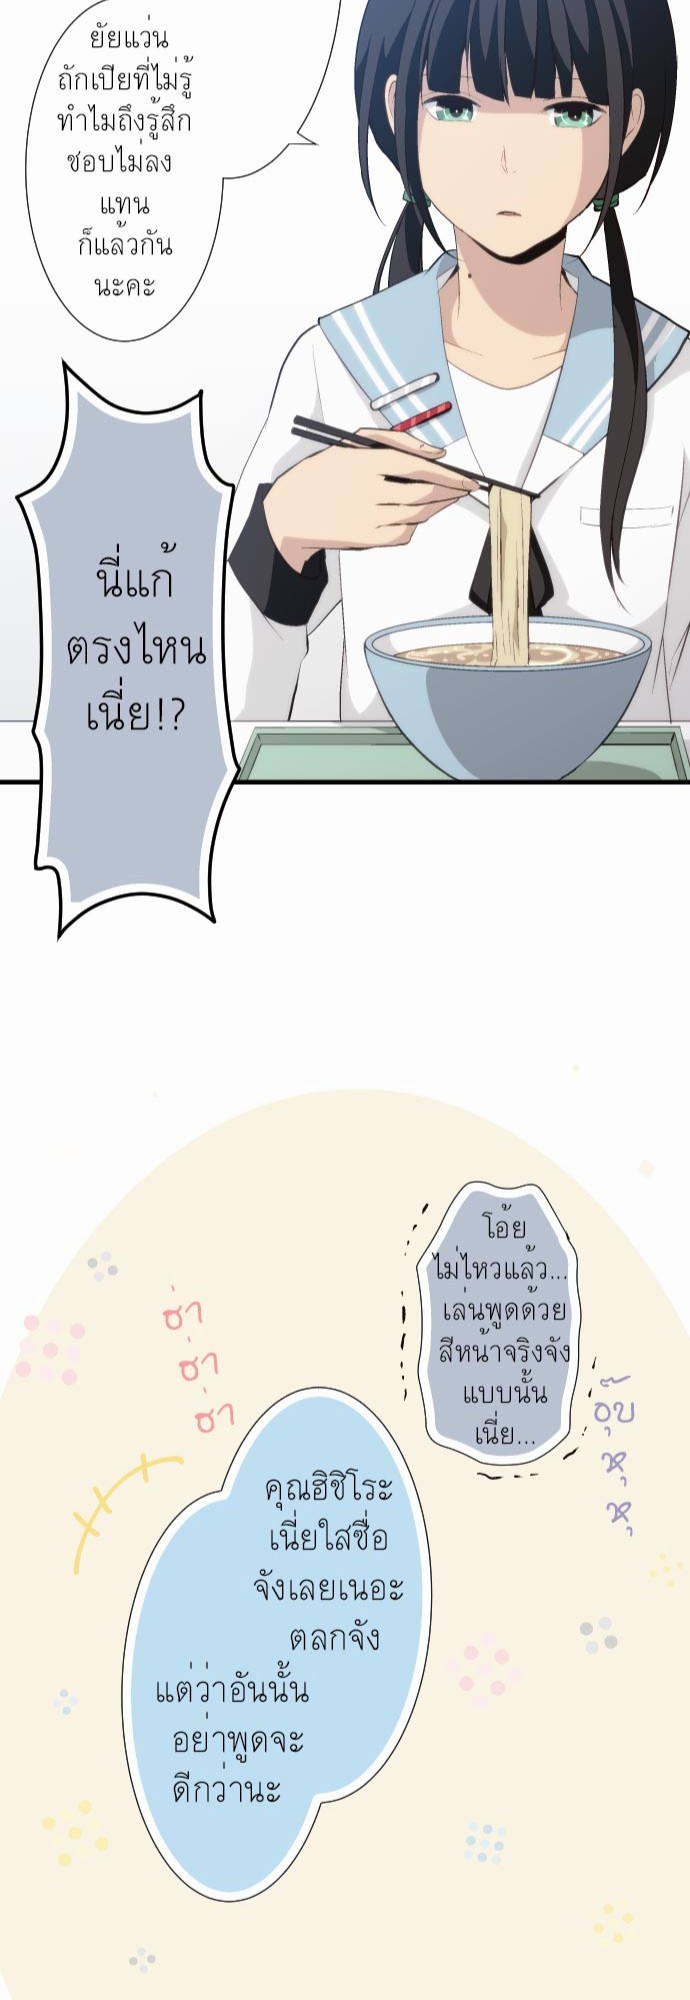 ยัยแว่น
ถักเปียที่ไม่รู้
ทำไมถึงรู้สึก
ชอบไม่ลง
แทน
ก็แล้วกัน
นะคะ
นี่แก้
ตรงไหน
เนี่ย!?
โอ้ย
ไม่ไหวแล้ว...
เล่นพูดด้วย
สีหน้าจริงจัง
แบบนั้น
เนี่ย...
ฮ่า
ฮ่า
ฮ่า
อุ๊บ
หุ
หุ
คุณฮิชิโระ
เนี่ยใสซื่อ
จังเลยเนอะ
ตลกจัง
แต่ว่าอันนั้น
อย่าพูดจะ
ดีกว่านะ